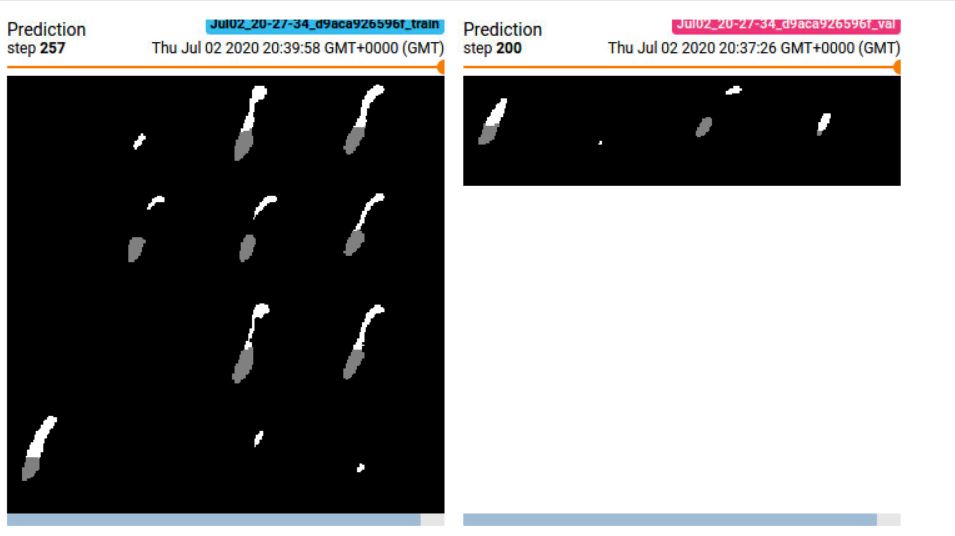 Jul02_20-27-34_d9aca926596f_train
Prediction
step 257
Thu Jul 02 2020 20:39:58 GMT+0000 (GMT)
Jul02_20-27-34_d9aca926596f_val
Prediction
step 200
Thu Jul 02 2020 20:37:26 GMT+0000 (GMT)